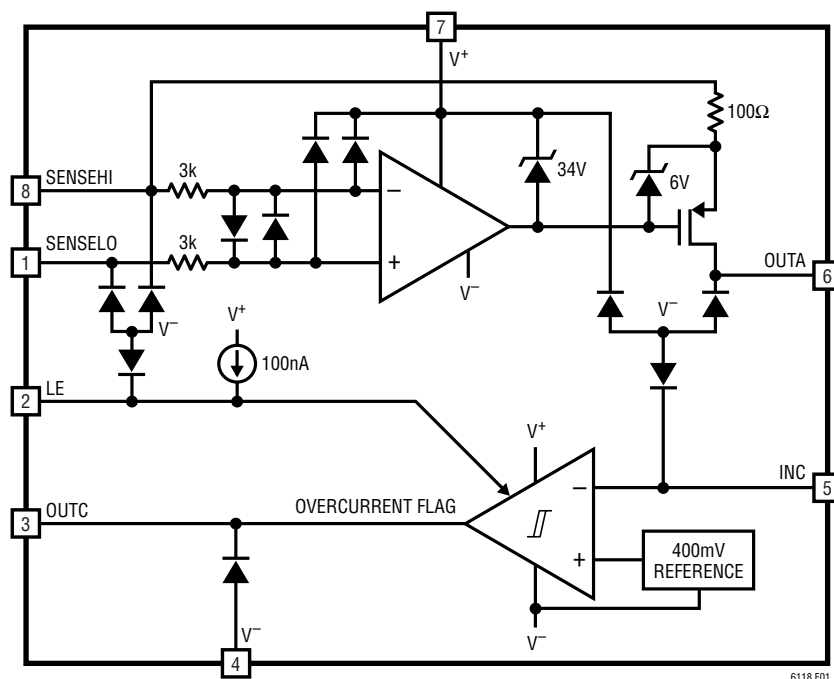 7
V+
100Ω
34V
6V
3k
8 SENSEHI
−
3k
1 SENSELO
+
V−
OUTA 6
V−
V−
V+
100nA
2 LE
V+
INC 5
−
3 OUTC
OVERCURRENT FLAG
+
400mV
REFERENCE
V−
V−
4
6118 F01